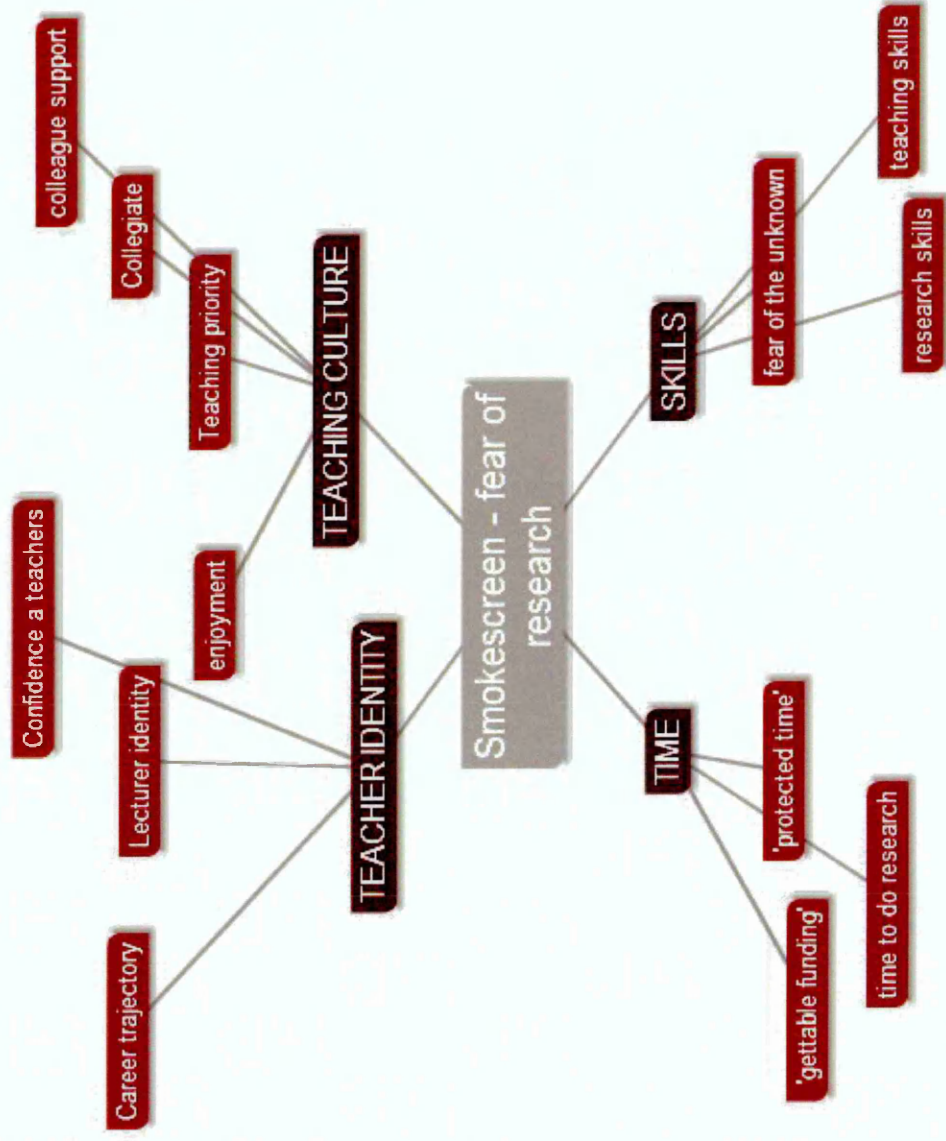 Career trajectory
Lecturer identity
Confidence a teachers
TEACHER IDENTITY
enjoyment
Teaching priority
Collegiate
colleague support
TEACHING CULTURE
Smokescreen - fear of
research
TIME
'gettable funding'
time to do research
'protected time'
SKILLS
fear of the unknown
research skills
teaching skills